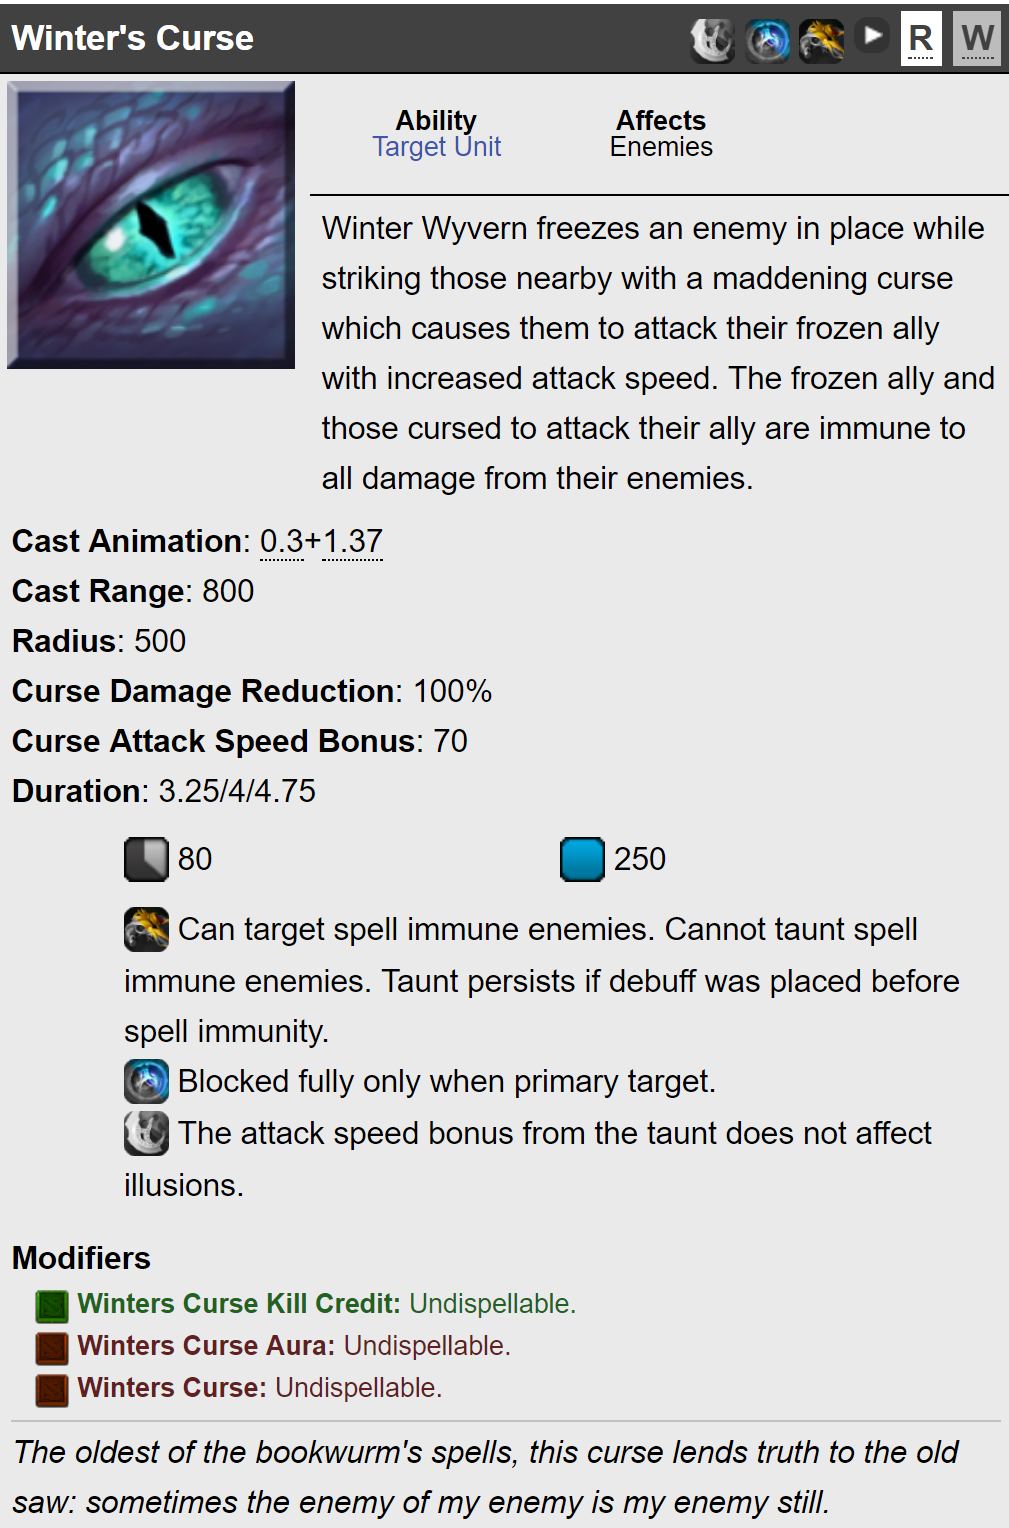 Winter's Curse
R W
Ability Affects
Target Unit Enemies
Winter Wyvern freezes an enemy in place while
striking those nearby with a maddening curse
which causes them to attack their frozen ally
with increased attack speed. The frozen ally and
those cursed to attack their ally are immune to
all damage from their enemies.
Cast Animation: 0.3+1.37
Cast Range: 800
Radius: 500
Curse Damage Reduction: 100%
Curse Attack Speed Bonus: 70
Duration: 3.25/4/4.75
80 250
Can target spell immune enemies. Cannot taunt spell
immune enemies. Taunt persists if debuff was placed before
spell immunity.
Blocked fully only when primary target.
The attack speed bonus from the taunt does not affect
illusions.
Modifiers
Winters Curse Kill Credit: Undispellable.
Winters Curse Aura: Undispellable.
Winters Curse: Undispellable.
The oldest of the bookwurm's spells, this curse lends truth to the old
saw: sometimes the enemy of my enemy is my enemy still.